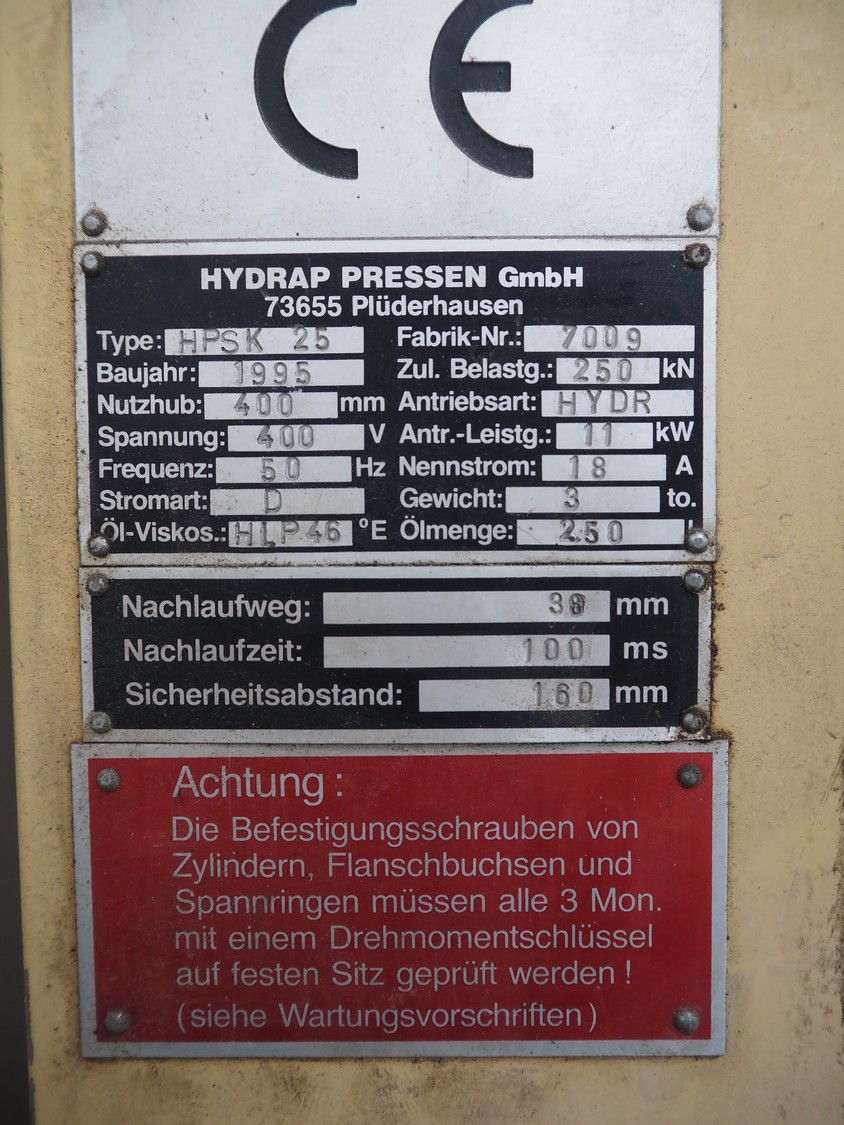 CE
HYDRAP PRESSEN GmbH
73655 Plüderhausen
Type: HPSK 25 Fabrik-Nr.: 7009
Baujahr: 1995 Zul. Belastg.: 250 kN
Nutzhub: 400 mm Antriebsart: HYDR
Spannung: 400 V Antr.-Leistg.: 11 kW
Frequenz: 50 Hz Nennstrom: 18 A
Stromart: D Gewicht: 3 to.
Öl-Viskos.: HLP46 °E Ölmenge: 250 l
Nachlaufweg: mm
Nachlaufzeit: 100 ms
Sicherheitsabstand: 160 mm
Achtung :
Die Befestigungsschrauben von
Zylindern, Flanschbuchsen und
Spannringen müssen alle 3 Mon.
mit einem Drehmomentschlüssel
auf festen Sitz geprüft werden !
(siehe Wartungsvorschriften)